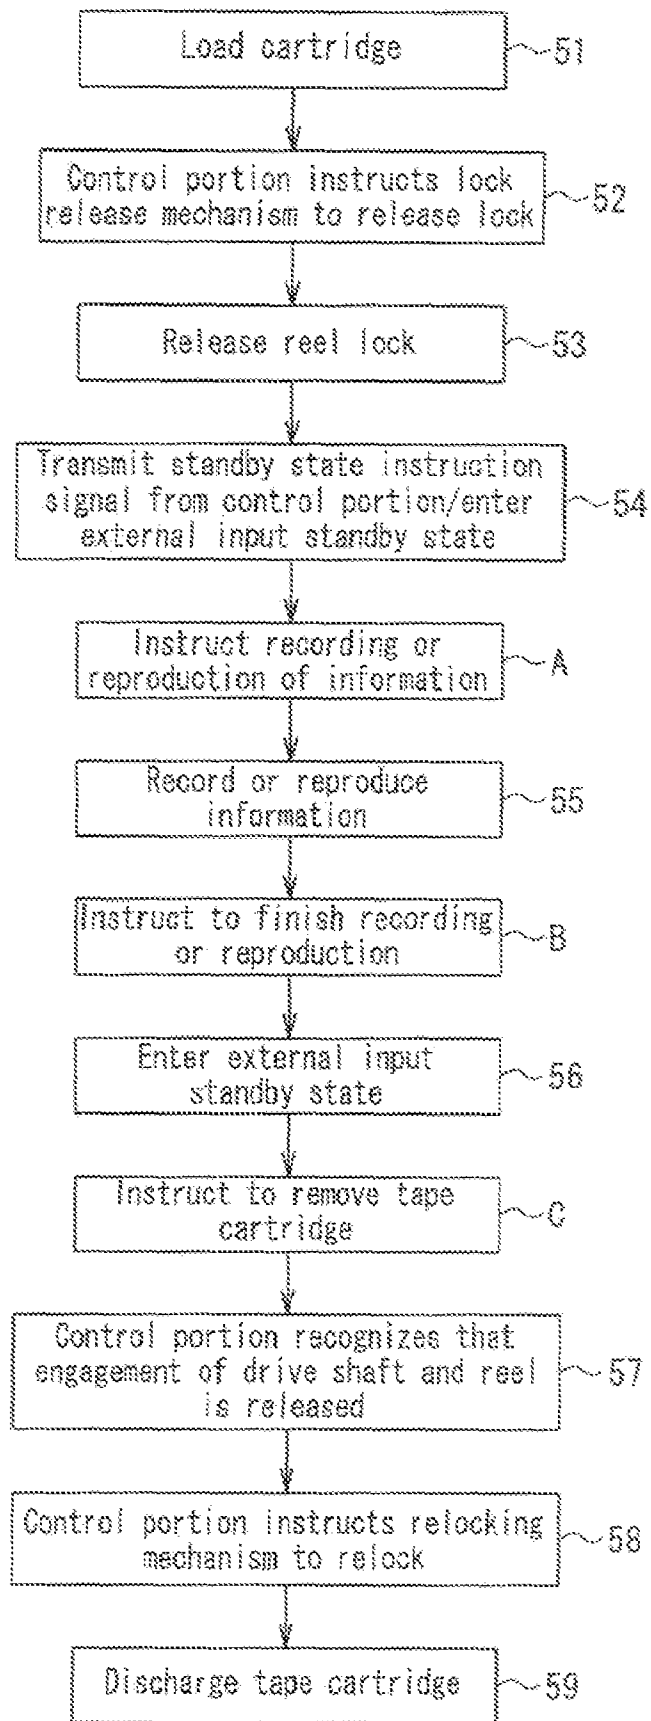 Load cartridge
51
Control portion instructs lock
release mechanism to release lock
52
Release reel lock
53
Transmit standby state instruction
signal from control portion/enter
external input standby state
54
Instruct recording or
reproduction of information
A
Record or reproduce
information
55
Instruct to finish recording
or reproduction
B
Enter external input
standby state
56
Instruct to remove tape
cartridge
C
Control portion recognizes that
engagement of drive shaft and reel
is released
57
Control portion instructs relocking
mechanism to relock
58
Discharge tape cartridge
59